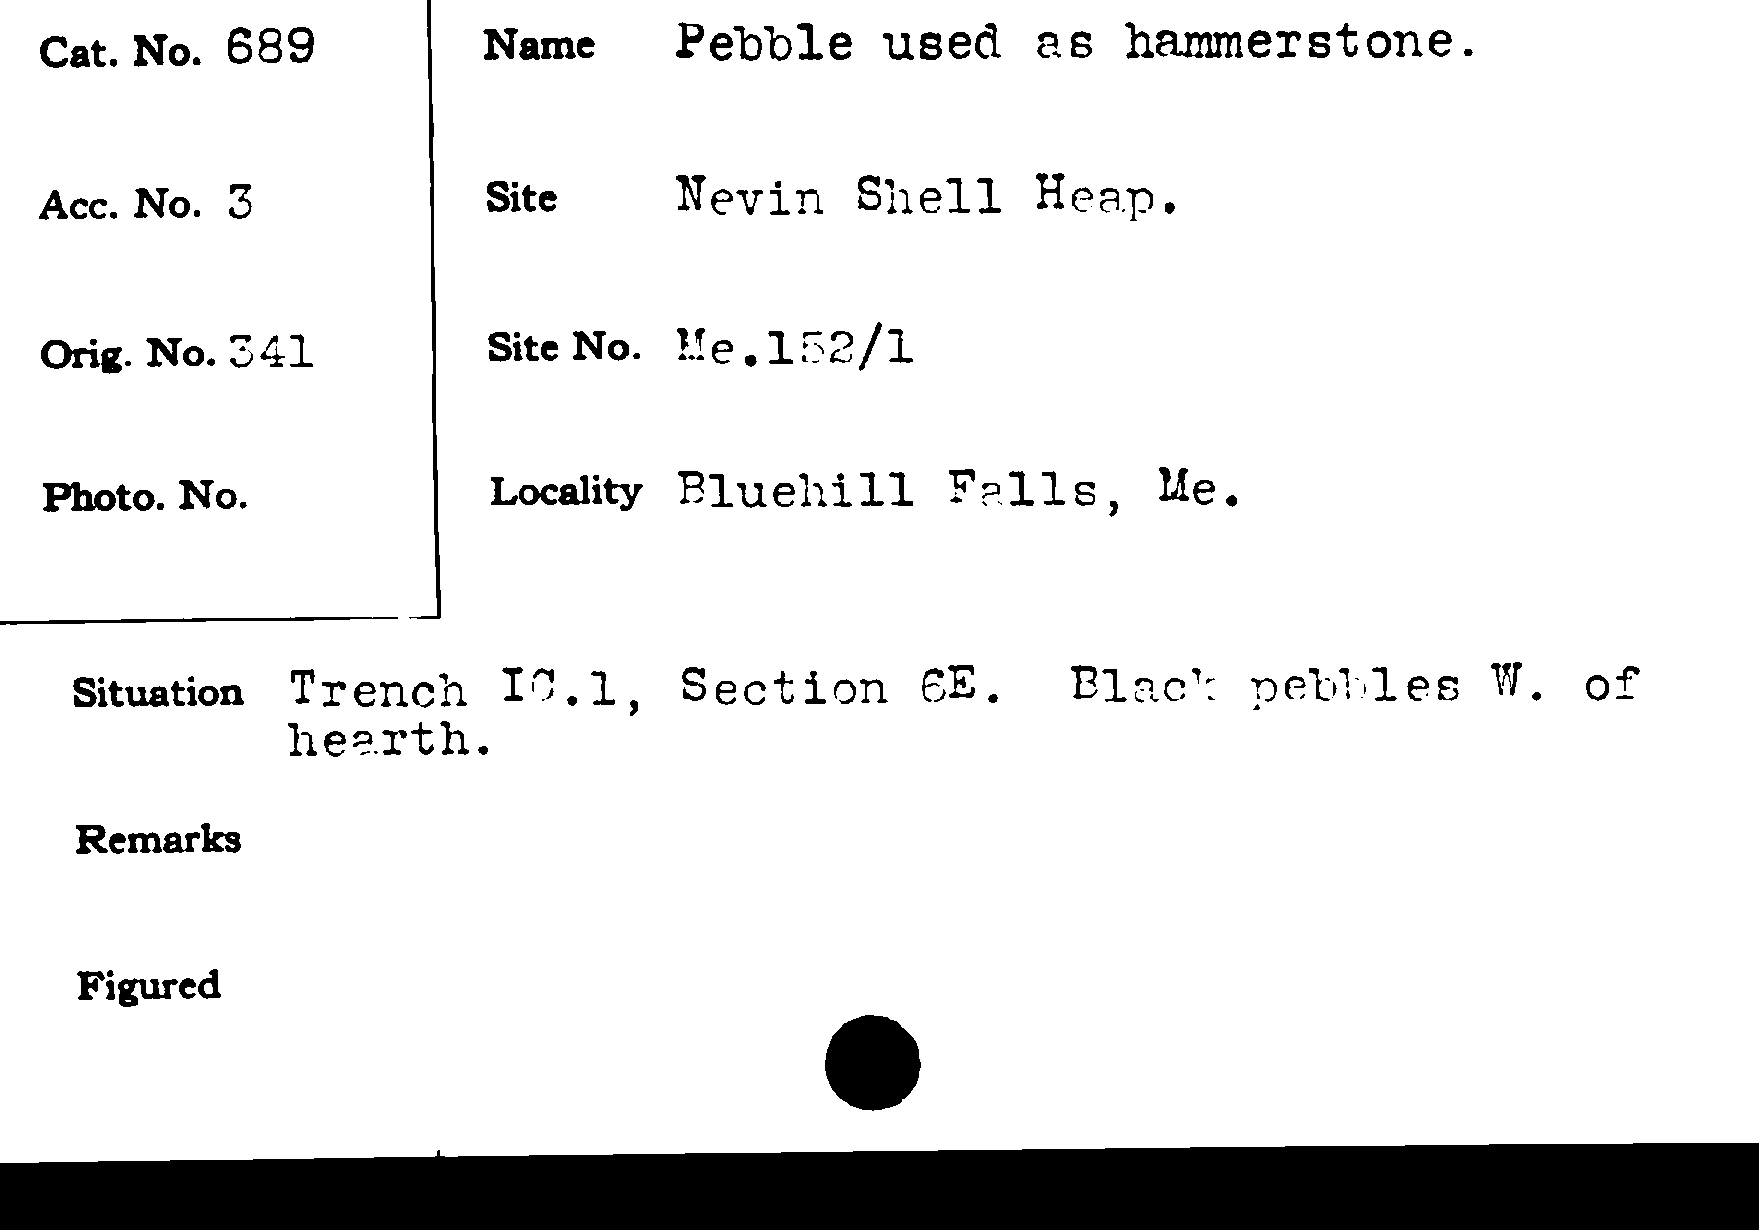 Cat. No. 689
Name Pebble used as hammerstone.
Acc. No. 3
Site Nevin Shell Heap.
Orig. No. 341
Site No. Me.152/1
Photo. No.
Locality Bluehill Falls, Me.
Situation Trench IC.1, Section 6E. Black pebbles W. of
hearth.
Remarks
Figured